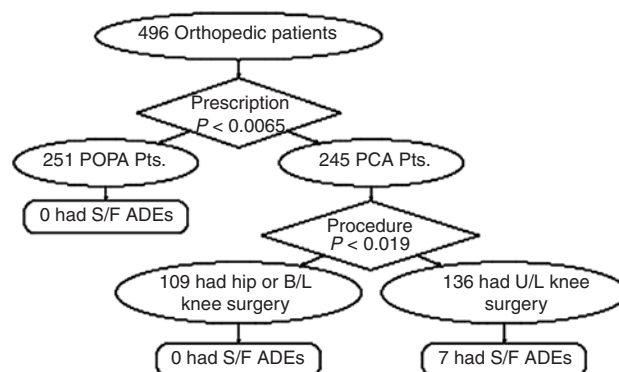 496 Orthopedic patients
Prescription
P < 0.0065
251 POPA Pts.
245 PCA Pts.
0 had S/F ADEs
Procedure
P < 0.019
109 had hip or B/L
knee surgery
136 had U/L knee
surgery
0 had S/F ADEs
7 had S/F ADEs